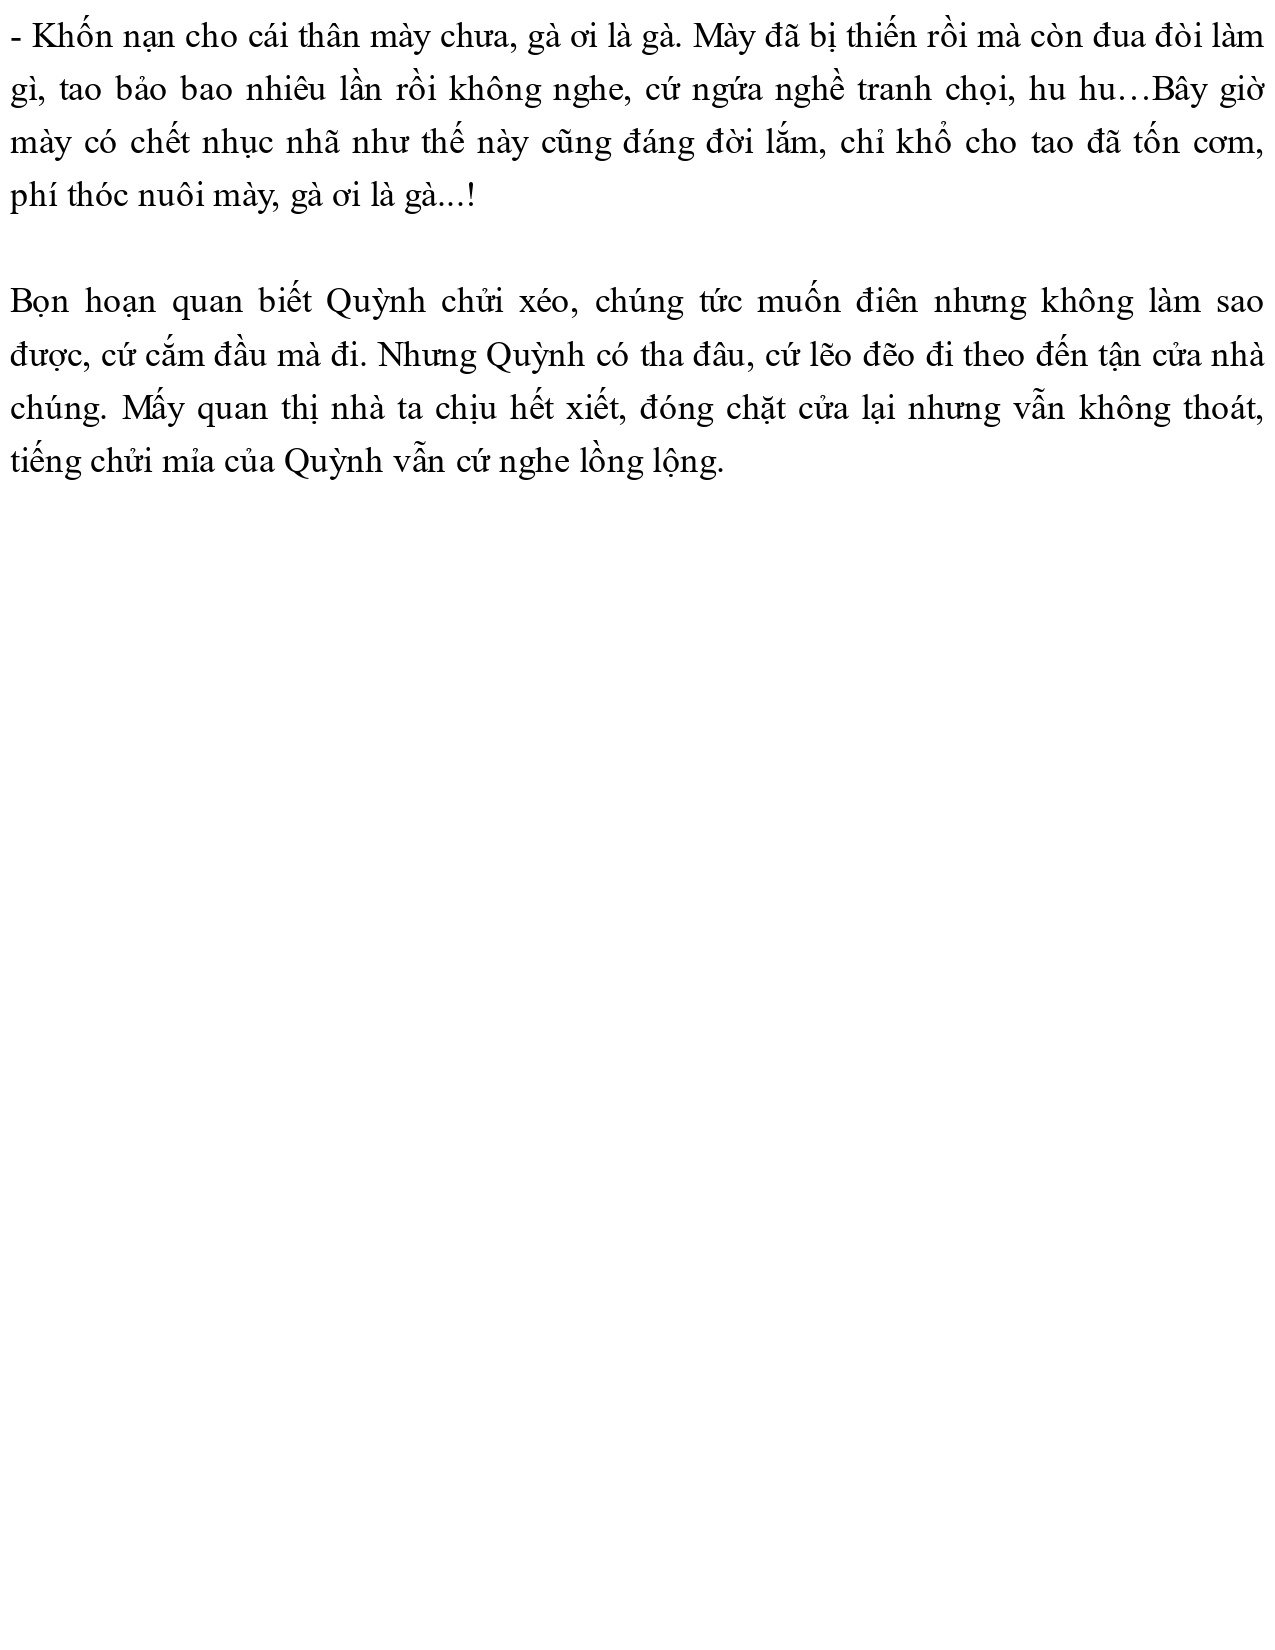 - Khốn nạn cho cái thân mày chưa, gà ơi là gà. Mày đã bị thiến rồi mà còn đua đòi làm
gì, tao bảo bao nhiêu lần rồi không nghe, cứ ngứa nghề tranh chọi, hu hu…Bây giờ
mày có chết nhục nhã như thế này cũng đáng đời lắm, chỉ khổ cho tao đã tốn cơm,
phí thóc nuôi mày, gà ơi là gà...!
Bọn hoạn quan biết Quỳnh chửi xéo, chúng tức muốn điên nhưng không làm sao
được, cứ cắm đầu mà đi. Nhưng Quỳnh có tha đâu, cứ lẽo đẽo đi theo đến tận cửa nhà
chúng. Mấy quan thị nhà ta chịu hết xiết, đóng chặt cửa lại nhưng vẫn không thoát,
tiếng chửi mỉa của Quỳnh vẫn cứ nghe lồng lộng.